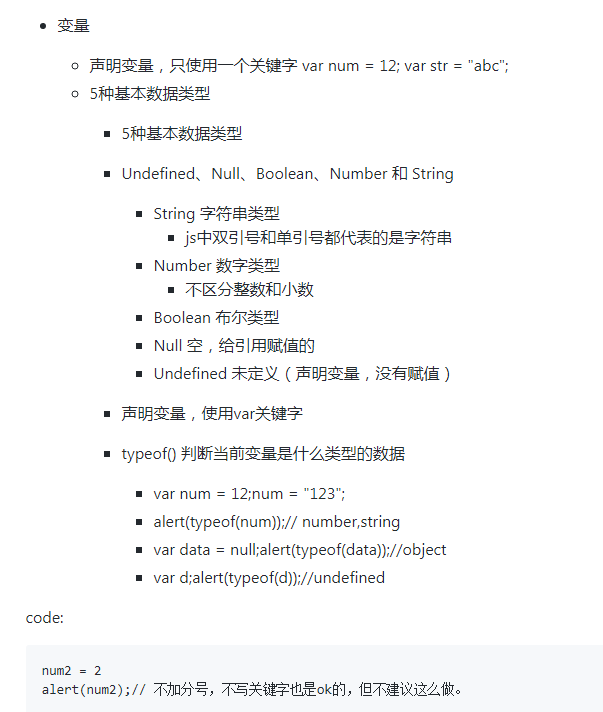 变量
声明变量，只使用一个关键字 var num = 12; var str = "abc";
5种基本数据类型
5种基本数据类型
Undefined、Null、Boolean、Number 和 String
String 字符串类型
js中双引号和单引号都代表的是字符串
Number 数字类型
不区分整数和小数
Boolean 布尔类型
Null 空，给引用赋值的
Undefined 未定义（声明变量，没有赋值）
声明变量，使用var关键字
typeof() 判断当前变量是什么类型的数据
var num = 12;num = "123";
alert(typeof(num));// number,string
var data = null;alert(typeof(data));//object
var d;alert(typeof(d));//undefined
code:
num2 = 2
alert(num2);// 不加分号，不写关键字也是ok的，但不建议这么做。